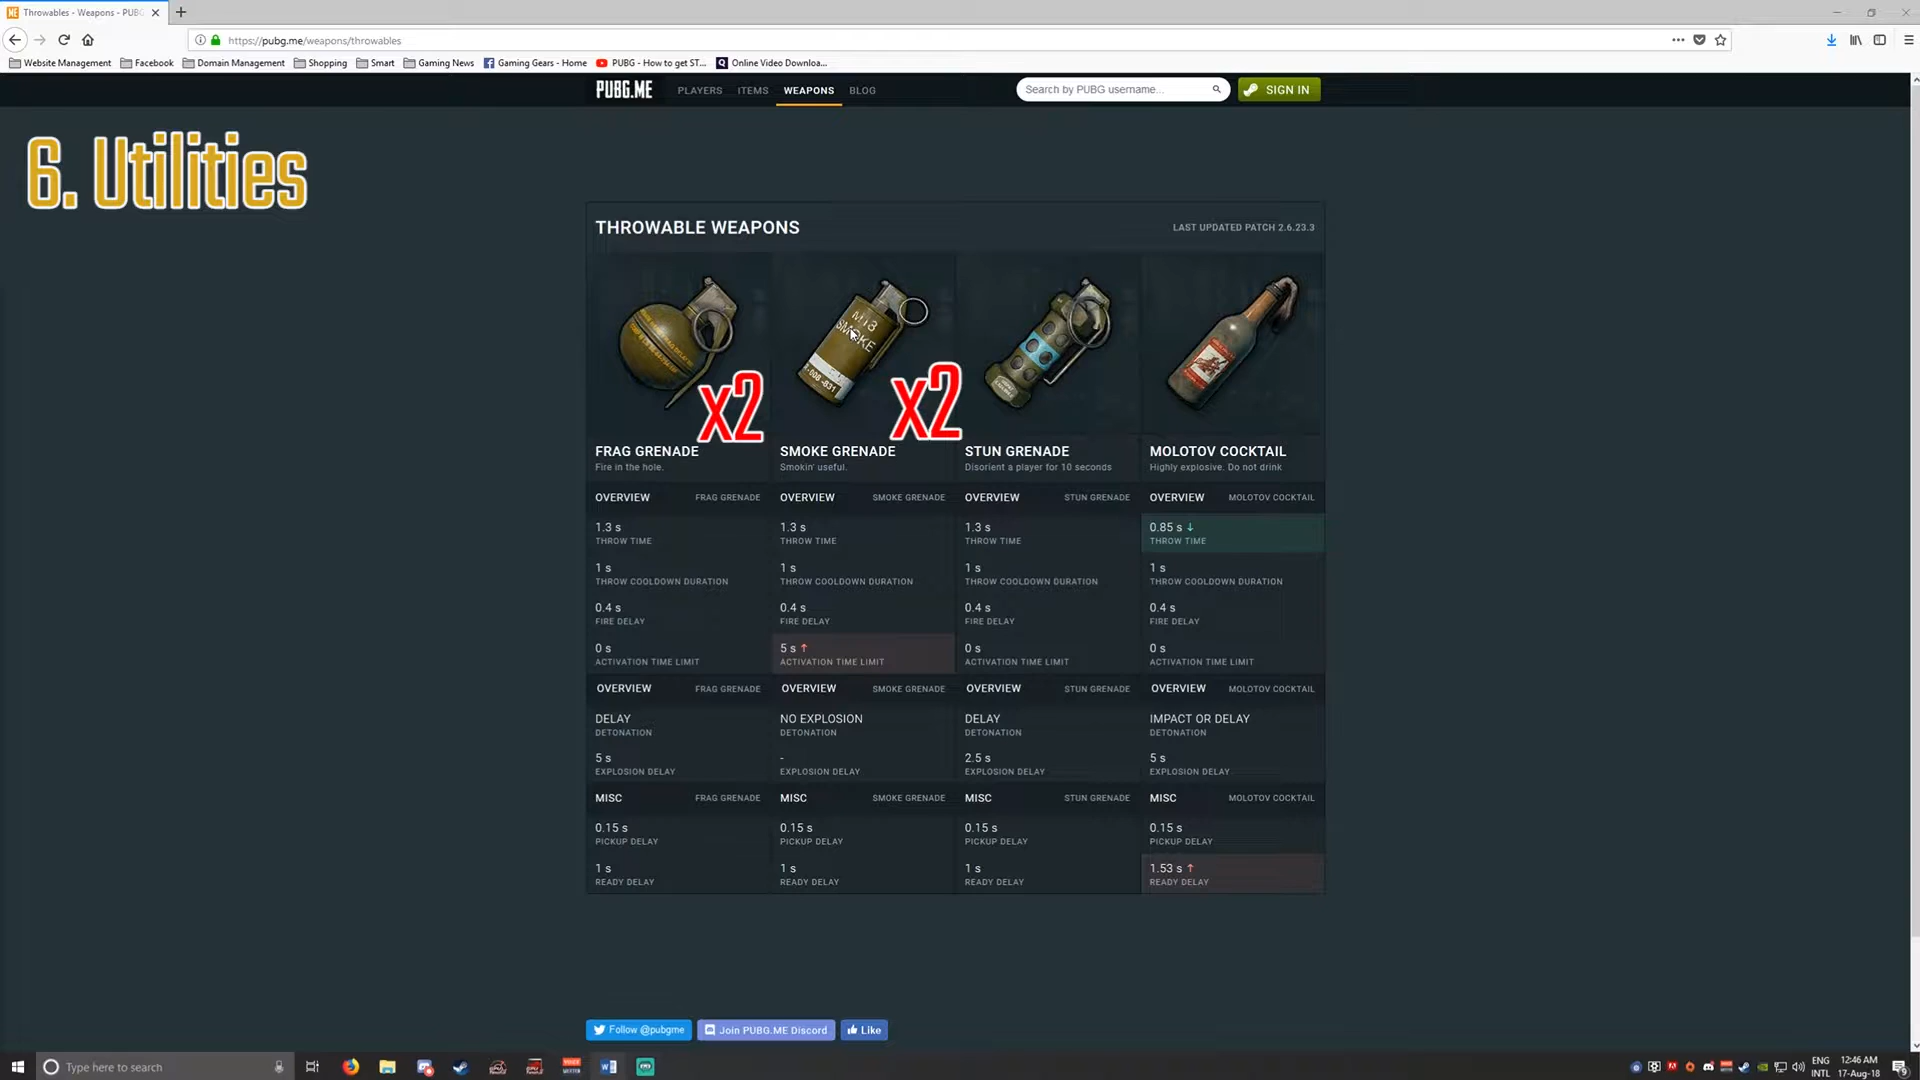 Throwables - Weapons - PUBG
https://pubg.me/weapons/throwables
Website Management Facebook Domain Management Shopping Smart Gaming News Gaming Gears - Home PUBG - How to get ST... Online Video Downloa...
PUBG.ME PLAYERS ITEMS WEAPONS BLOG Search by PUBG username... SIGN IN
6. Utilities
THROWABLE WEAPONS LAST UPDATED PATCH 2.6.23.3
M18
SMOKE
x2 x2
FRAG GRENADE SMOKE GRENADE STUN GRENADE MOLOTOV COCKTAIL
Fire in the hole. Smokin' useful. Disorient a player for 10 seconds Highly explosive. Do not drink
OVERVIEW FRAG GRENADE OVERVIEW SMOKE GRENADE OVERVIEW STUN GRENADE OVERVIEW MOLOTOV COCKTAIL
1.3 s 1.3 s 1.3 s 0.85 s ↓
THROW TIME THROW TIME THROW TIME THROW TIME
1 s 1 s 1 s 1 s
THROW COOLDOWN DURATION THROW COOLDOWN DURATION THROW COOLDOWN DURATION THROW COOLDOWN DURATION
0.4 s 0.4 s 0.4 s 0.4 s
FIRE DELAY FIRE DELAY FIRE DELAY FIRE DELAY
0 s 5 s ↑ 0 s 0 s
ACTIVATION TIME LIMIT ACTIVATION TIME LIMIT ACTIVATION TIME LIMIT ACTIVATION TIME LIMIT
OVERVIEW FRAG GRENADE OVERVIEW SMOKE GRENADE OVERVIEW STUN GRENADE OVERVIEW MOLOTOV COCKTAIL
DELAY NO EXPLOSION DELAY IMPACT OR DELAY
DETONATION DETONATION DETONATION DETONATION
5 s - 2.5 s 5 s
EXPLOSION DELAY EXPLOSION DELAY EXPLOSION DELAY EXPLOSION DELAY
MISC FRAG GRENADE MISC SMOKE GRENADE MISC STUN GRENADE MISC MOLOTOV COCKTAIL
0.15 s 0.15 s 0.15 s 0.15 s
PICKUP DELAY PICKUP DELAY PICKUP DELAY PICKUP DELAY
1 s 1 s 1 s 1.53 s ↑
READY DELAY READY DELAY READY DELAY READY DELAY
Follow @pubgme Join PUBG.ME Discord Like
Type here to search ENG 12:46 AM
INTL 17-Aug-18